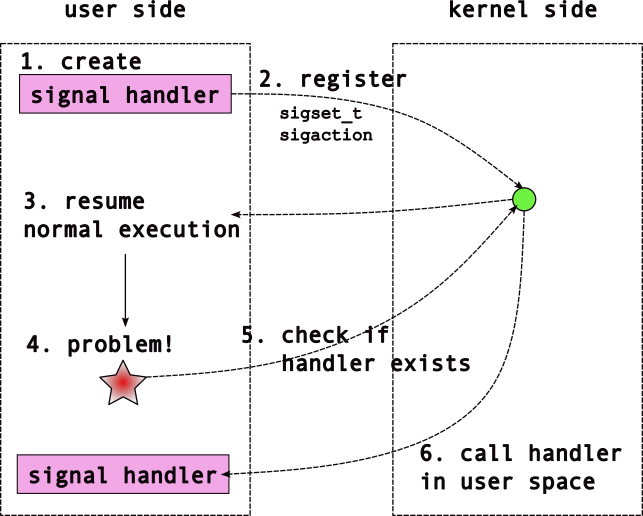 user side
kernel side
1. create
signal handler
2. register
sigset_t
sigaction
3. resume
normal execution
4. problem!
5. check if
handler exists
6. call handler
in user space
signal handler